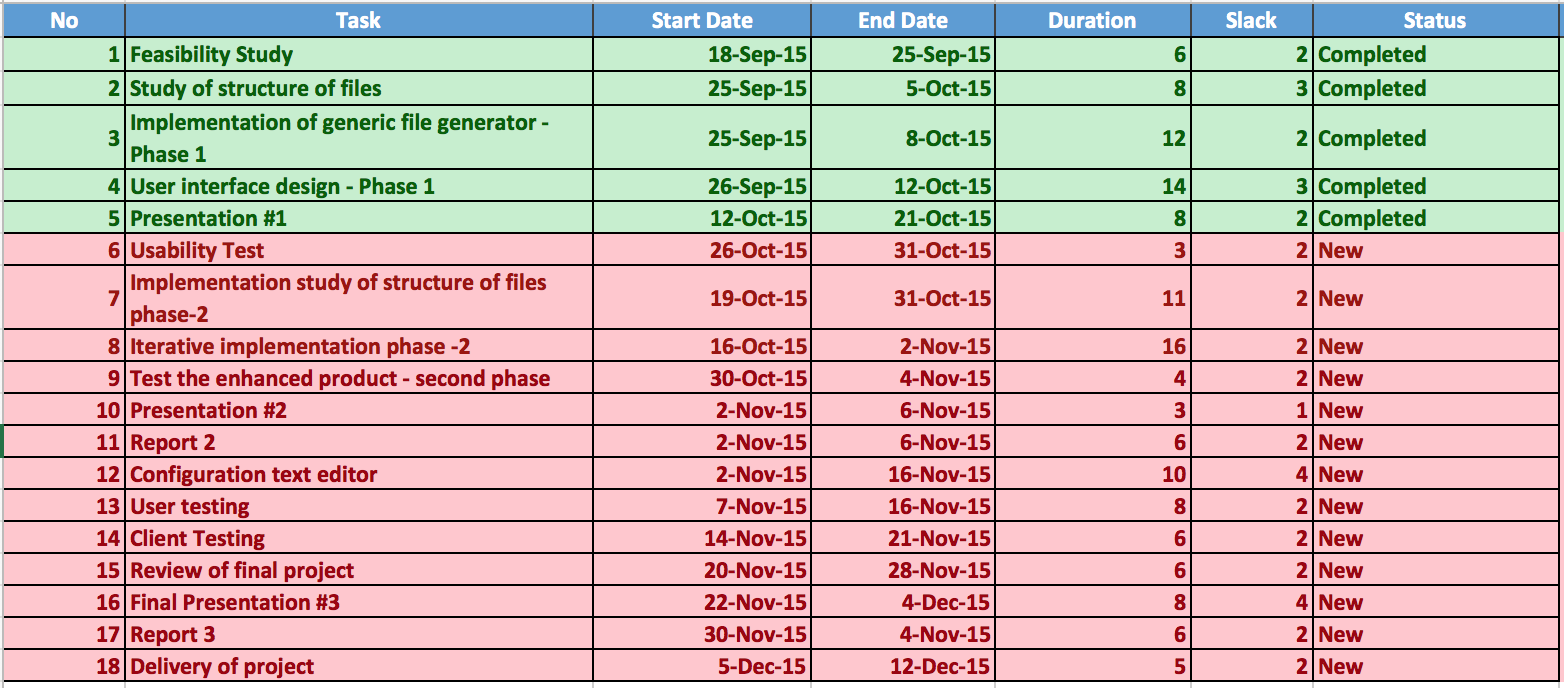 No Task Start Date End Date Duration Slack Status
1 Feasibility Study 18-Sep-15 25-Sep-15 6 2 Completed
2 Study of structure of files 25-Sep-15 5-Oct-15 8 3 Completed
3 Implementation of generic file generator - 25-Sep-15 8-Oct-15 12 2 Completed
Phase 1
4 User interface design - Phase 1 26-Sep-15 12-Oct-15 14 3 Completed
5 Presentation #1 12-Oct-15 21-Oct-15 8 2 Completed
6 Usability Test 26-Oct-15 31-Oct-15 3 2 New
7 Implementation study of structure of files 19-Oct-15 31-Oct-15 11 2 New
phase-2
8 Iterative implementation phase -2 16-Oct-15 2-Nov-15 16 2 New
9 Test the enhanced product - second phase 30-Oct-15 4-Nov-15 4 2 New
10 Presentation #2 2-Nov-15 6-Nov-15 3 1 New
11 Report 2 2-Nov-15 6-Nov-15 6 2 New
12 Configuration text editor 2-Nov-15 16-Nov-15 10 4 New
13 User testing 7-Nov-15 16-Nov-15 8 2 New
14 Client Testing 14-Nov-15 21-Nov-15 6 2 New
15 Review of final project 20-Nov-15 28-Nov-15 6 2 New
16 Final Presentation #3 22-Nov-15 4-Dec-15 8 4 New
17 Report 3 30-Nov-15 4-Nov-15 6 2 New
18 Delivery of project 5-Dec-15 12-Dec-15 5 2 New